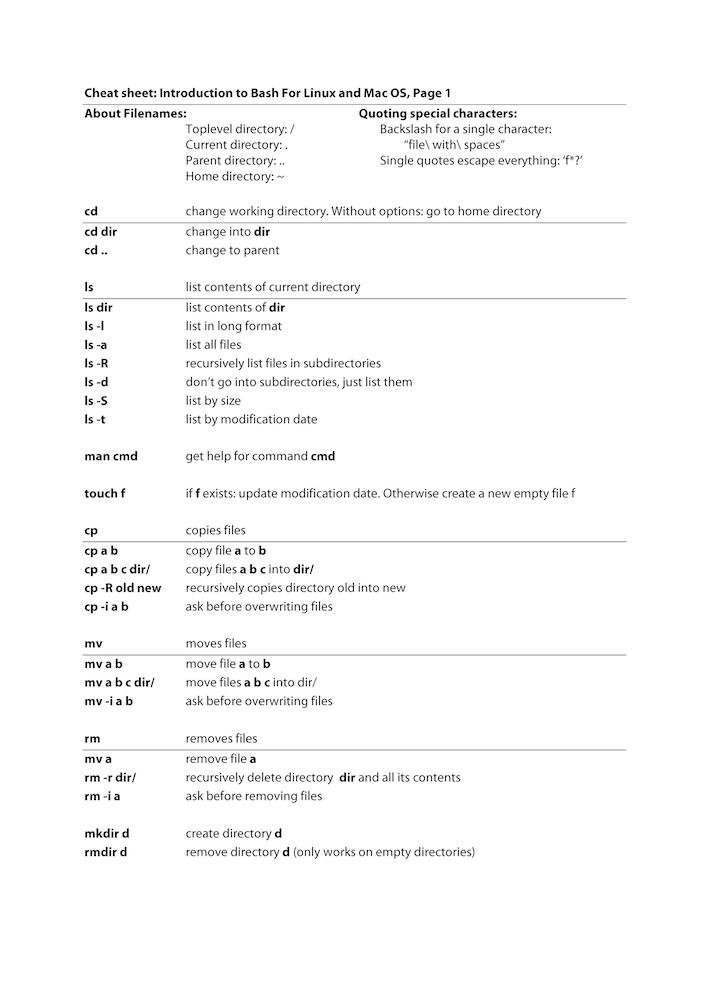 Cheat sheet: Introduction to Bash For Linux and Mac OS, Page 1
About Filenames:
Toplevel directory: /
Current directory: .
Parent directory: ..
Home directory: ~
Quoting special characters:
Backslash for a single character:
“file\ with\ spaces”
Single quotes escape everything: ‘f*?’
cd change working directory. Without options: go to home directory
cd dir change into dir
cd .. change to parent
ls list contents of current directory
ls dir list contents of dir
ls -l list in long format
ls -a list all files
ls -R recursively list files in subdirectories
ls -d don’t go into subdirectories, just list them
ls -S list by size
ls -t list by modification date
man cmd get help for command cmd
touch f if f exists: update modification date. Otherwise create a new empty file f
cp copies files
cp a b copy file a to b
cp a b c dir/ copy files a b c into dir/
cp -R old new recursively copies directory old into new
cp -i a b ask before overwriting files
mv moves files
mv a b move file a to b
mv a b c dir/ move files a b c into dir/
mv -i a b ask before overwriting files
rm removes files
mv a remove file a
rm -r dir/ recursively delete directory dir and all its contents
rm -i a ask before removing files
mkdir d create directory d
rmdir d remove directory d (only works on empty directories)